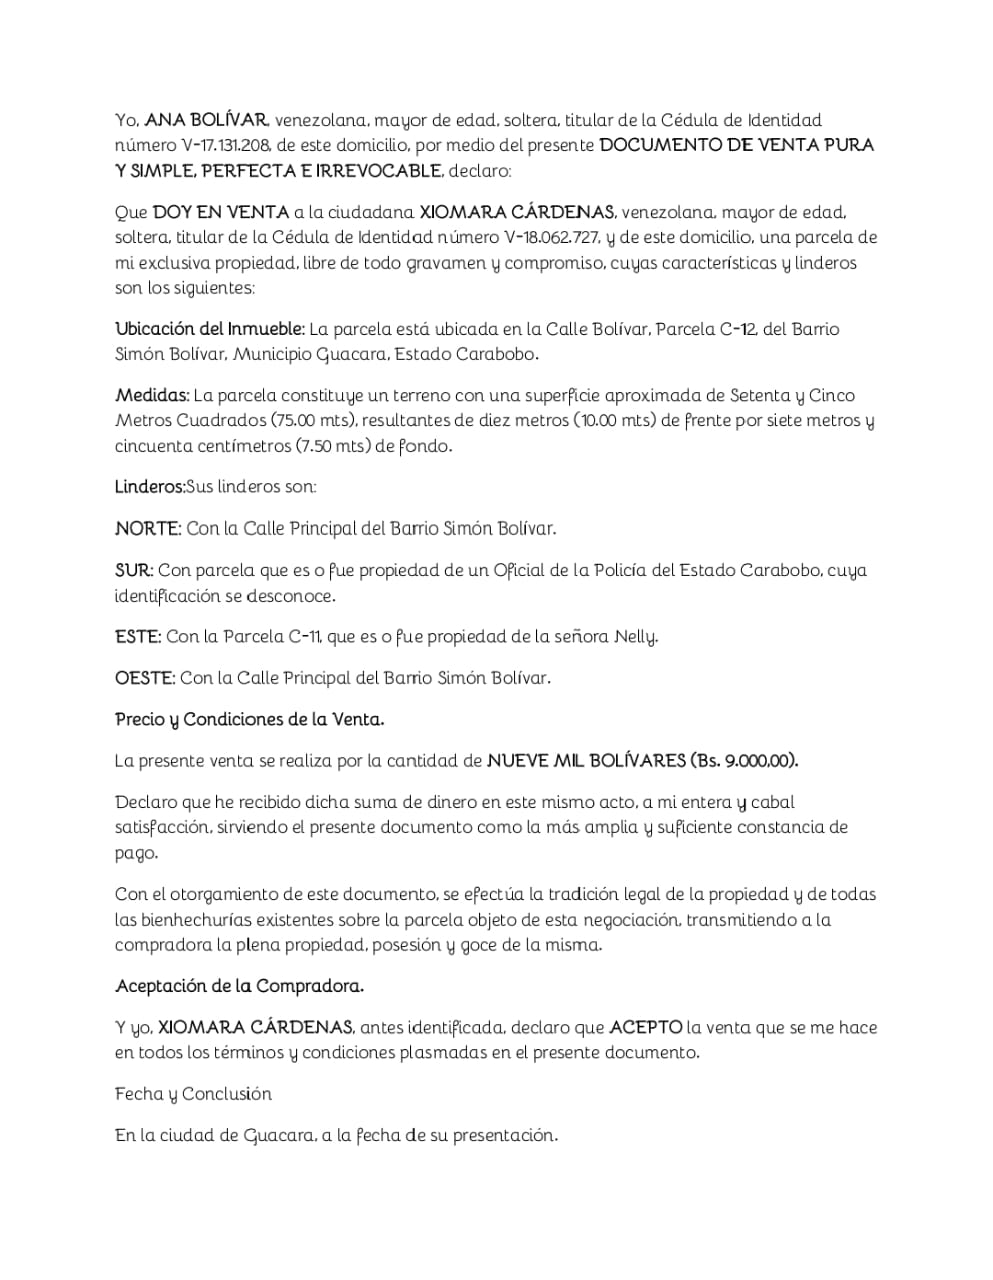 Yo, ANA BOLÍVAR, venezolana, mayor de edad, soltera, titular de la Cédula de Identidad
número V-17.131.208, de este domicilio, por medio del presente DOCUMENTO DE VENTA PURA
Y SIMPLE, PERFECTA E IRREVOCABLE, declaro:
Que DOY EN VENTA a la ciudadana XIOMARA CÁRDENAS, venezolana, mayor de edad,
soltera, titular de la Cédula de Identidad número V-18.062.727, y de este domicilio, una parcela de
mi exclusiva propiedad, libre de todo gravamen y compromiso, cuyas características y linderos
son los siguientes:
Ubicación del Inmueble: La parcela está ubicada en la Calle Bolívar, Parcela C-12, del Barrio
Simón Bolívar, Municipio Guacara, Estado Carabobo.
Medidas: La parcela constituye un terreno con una superficie aproximada de Setenta y Cinco
Metros Cuadrados (75.00 mts), resultantes de diez metros (10.00 mts) de frente por siete metros y
cincuenta centímetros (7.50 mts) de fondo.
Linderos:Sus linderos son:
NORTE: Con la Calle Principal del Barrio Simón Bolívar.
SUR: Con parcela que es o fue propiedad de un Oficial de la Policía del Estado Carabobo, cuya
identificación se desconoce.
ESTE: Con la Parcela C-11, que es o fue propiedad de la señora Nelly.
OESTE: Con la Calle Principal del Barrio Simón Bolívar.
Precio y Condiciones de la Venta.
La presente venta se realiza por la cantidad de NUEVE MIL BOLÍVARES (Bs. 9.000,00).
Declaro que he recibido dicha suma de dinero en este mismo acto, a mi entera y cabal
satisfacción, sirviendo el presente documento como la más amplia y suficiente constancia de
pago.
Con el otorgamiento de este documento, se efectúa la tradición legal de la propiedad y de todas
las bienhechurías existentes sobre la parcela objeto de esta negociación, transmitiendo a la
compradora la plena propiedad, posesión y goce de la misma.
Aceptación de la Compradora.
Y yo, XIOMARA CÁRDENAS, antes identificada, declaro que ACEPTO la venta que se me hace
en todos los términos y condiciones plasmadas en el presente documento.
Fecha y Conclusión
En la ciudad de Guacara, a la fecha de su presentación.